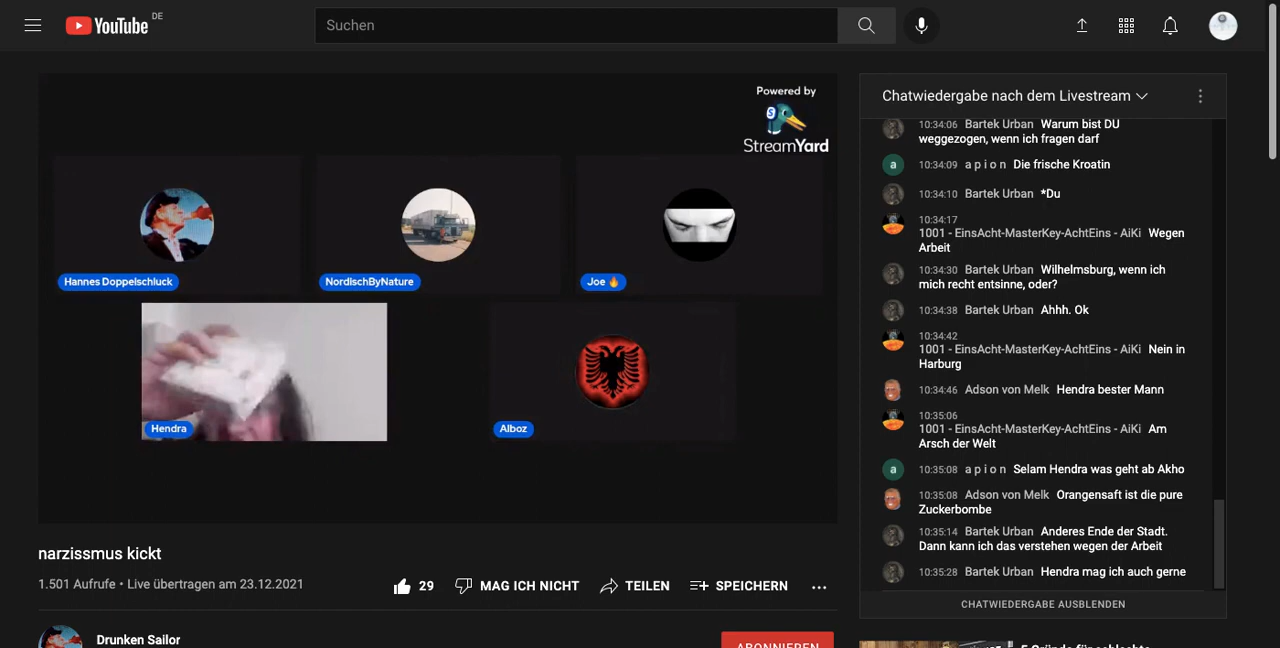 YouTube DE
Suchen
Powered by
StreamYard
Hannes Doppelschluck
NordischByNature
Joe 🔥
Hendra
Alboz
narzissmus kickt
1.501 Aufrufe • Live übertragen am 23.12.2021
29 MAG ICH NICHT TEILEN SPEICHERN ...
Drunken Sailor
ABONNIEREN
Chatwiedergabe nach dem Livestream
10:34:06 Bartek Urban Warum bist DU
weggezogen, wenn ich fragen darf
a 10:34:09 a p i o n Die frische Kroatin
10:34:10 Bartek Urban *Du
10:34:17
1001 - EinsAcht-MasterKey-AchtEins - AiKi Wegen
Arbeit
10:34:30 Bartek Urban Wilhelmsburg, wenn ich
mich recht entsinne, oder?
10:34:38 Bartek Urban Ahhh. Ok
10:34:42
1001 - EinsAcht-MasterKey-AchtEins - AiKi Nein in
Harburg
10:34:46 Adson von Melk Hendra bester Mann
10:35:06
1001 - EinsAcht-MasterKey-AchtEins - AiKi Am
Arsch der Welt
a 10:35:08 a p i o n Selam Hendra was geht ab Akho
10:35:08 Adson von Melk Orangensaft ist die pure
Zuckerbombe
10:35:14 Bartek Urban Anderes Ende der Stadt.
Dann kann ich das verstehen wegen der Arbeit
10:35:28 Bartek Urban Hendra mag ich auch gerne
CHATWIEDERGABE AUSBLENDEN
5 Gründe für schlechte